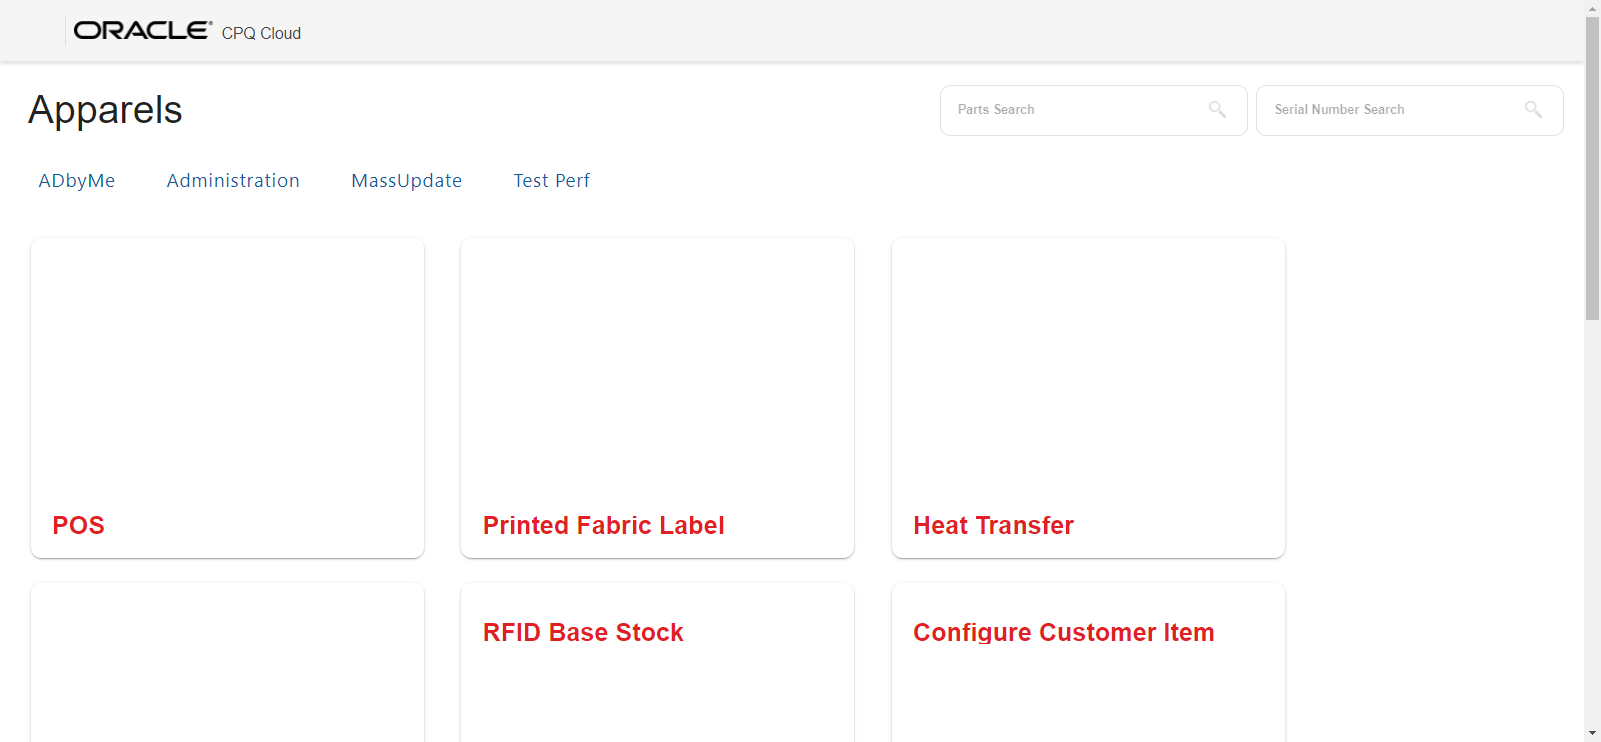 ORACLE® CPQ Cloud
Apparels
Parts Search
Serial Number Search
ADbyMe
Administration
MassUpdate
Test Perf
POS
Printed Fabric Label
Heat Transfer
RFID Base Stock
Configure Customer Item